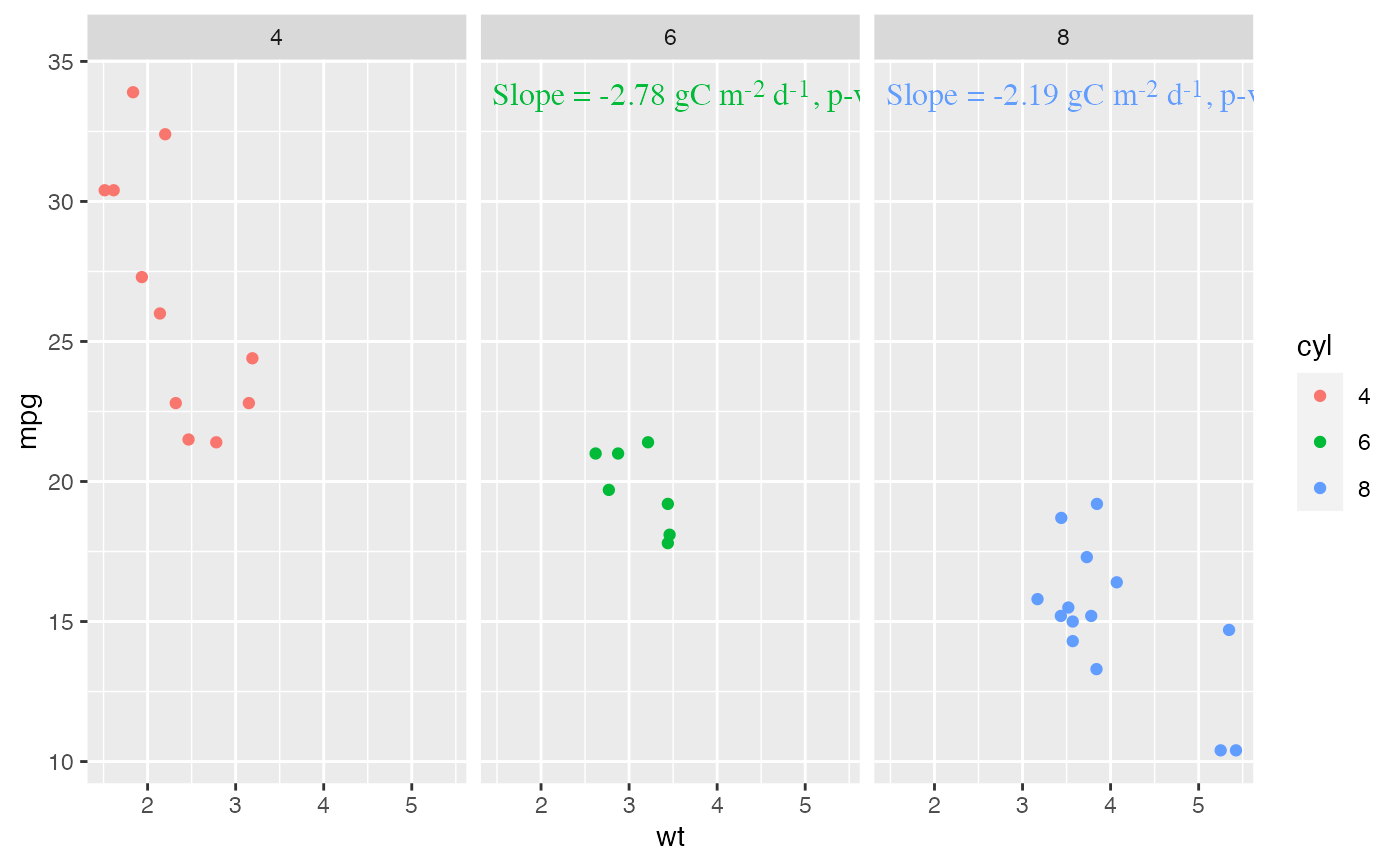 4 6 8
35
Slope = -2.78 gC m⁻² d⁻¹, p-
Slope = -2.19 gC m⁻² d⁻¹, p-
30
25
20
15
10
mpg
2 3 4 5
2 3 4 5
2 3 4 5
wt
cyl
4
6
8